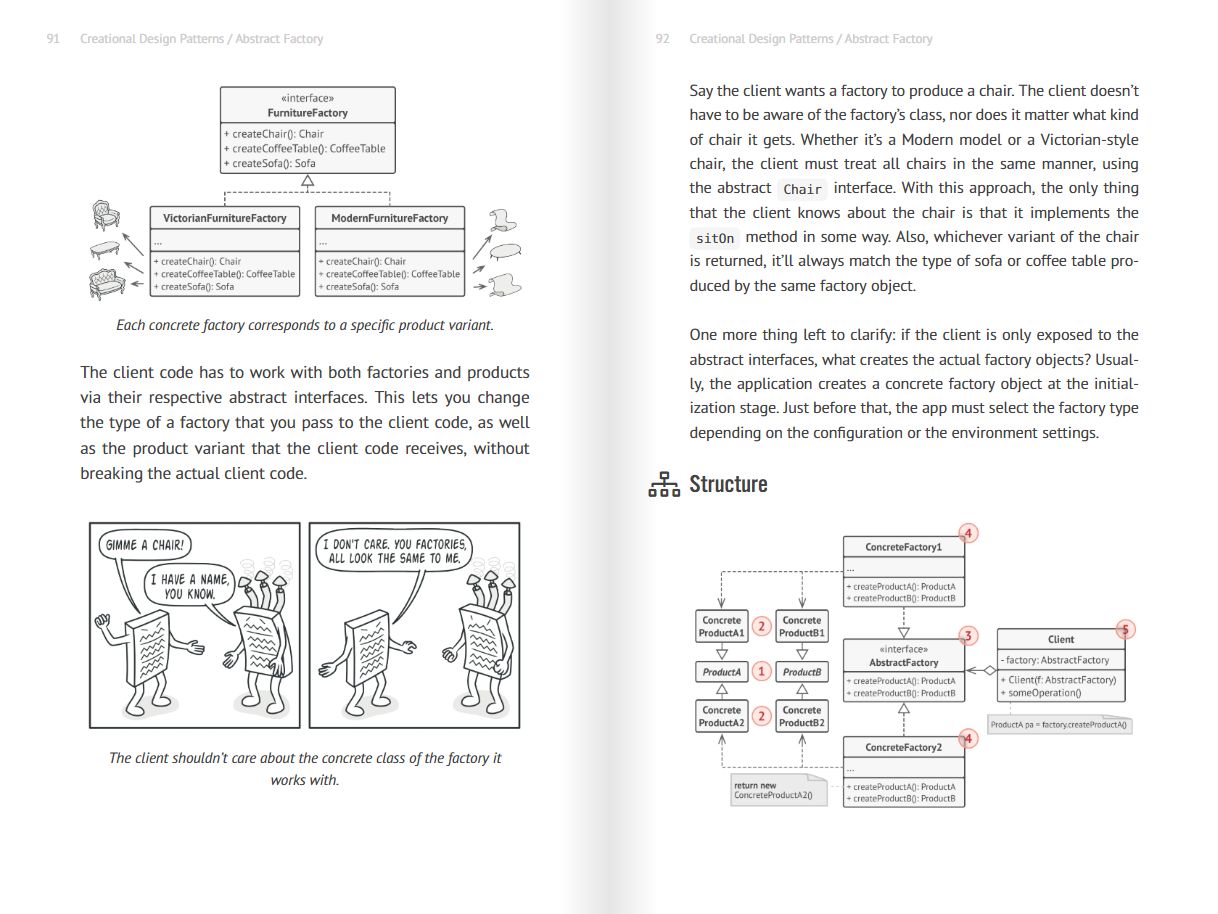 91 Creational Design Patterns / Abstract Factory
«interface»
FurnitureFactory
+ createChair(): Chair
+ createCoffeeTable(): CoffeeTable
+ createSofa(): Sofa
VictorianFurnitureFactory
...
+ createChair(): Chair
+ createCoffeeTable(): CoffeeTable
+ createSofa(): Sofa
ModernFurnitureFactory
...
+ createChair(): Chair
+ createCoffeeTable(): CoffeeTable
+ createSofa(): Sofa
Each concrete factory corresponds to a specific product variant.
The client code has to work with both factories and products
via their respective abstract interfaces. This lets you change
the type of a factory that you pass to the client code, as well
as the product variant that the client code receives, without
breaking the actual client code.
GIMME A CHAIR!
I HAVE A NAME,
YOU KNOW.
I DON'T CARE. YOU FACTORIES,
ALL LOOK THE SAME TO ME.
The client shouldn't care about the concrete class of the factory it
works with.
92 Creational Design Patterns / Abstract Factory
Say the client wants a factory to produce a chair. The client doesn't
have to be aware of the factory's class, nor does it matter what kind
of chair it gets. Whether it's a Modern model or a Victorian-style
chair, the client must treat all chairs in the same manner, using
the abstract Chair interface. With this approach, the only thing
that the client knows about the chair is that it implements the
sitOn method in some way. Also, whichever variant of the chair
is returned, it'll always match the type of sofa or coffee table pro-
duced by the same factory object.
One more thing left to clarify: if the client is only exposed to the
abstract interfaces, what creates the actual factory objects? Usual-
ly, the application creates a concrete factory object at the initial-
ization stage. Just before that, the app must select the factory type
depending on the configuration or the environment settings.
Structure
4
ConcreteFactory1
...
+ createProductA(): ProductA
+ createProductB(): ProductB
Concrete
ProductA1
2
Concrete
ProductB1
ProductA
1
ProductB
Concrete
ProductA2
2
Concrete
ProductB2
3
«interface»
AbstractFactory
+ createProductA(): ProductA
+ createProductB(): ProductB
5
Client
- factory: AbstractFactory
+ Client(f: AbstractFactory)
+ someOperation()
ProductA pa = factory.createProductA()
4
ConcreteFactory2
...
+ createProductA(): ProductA
+ createProductB(): ProductB
return new
ConcreteProductA2()